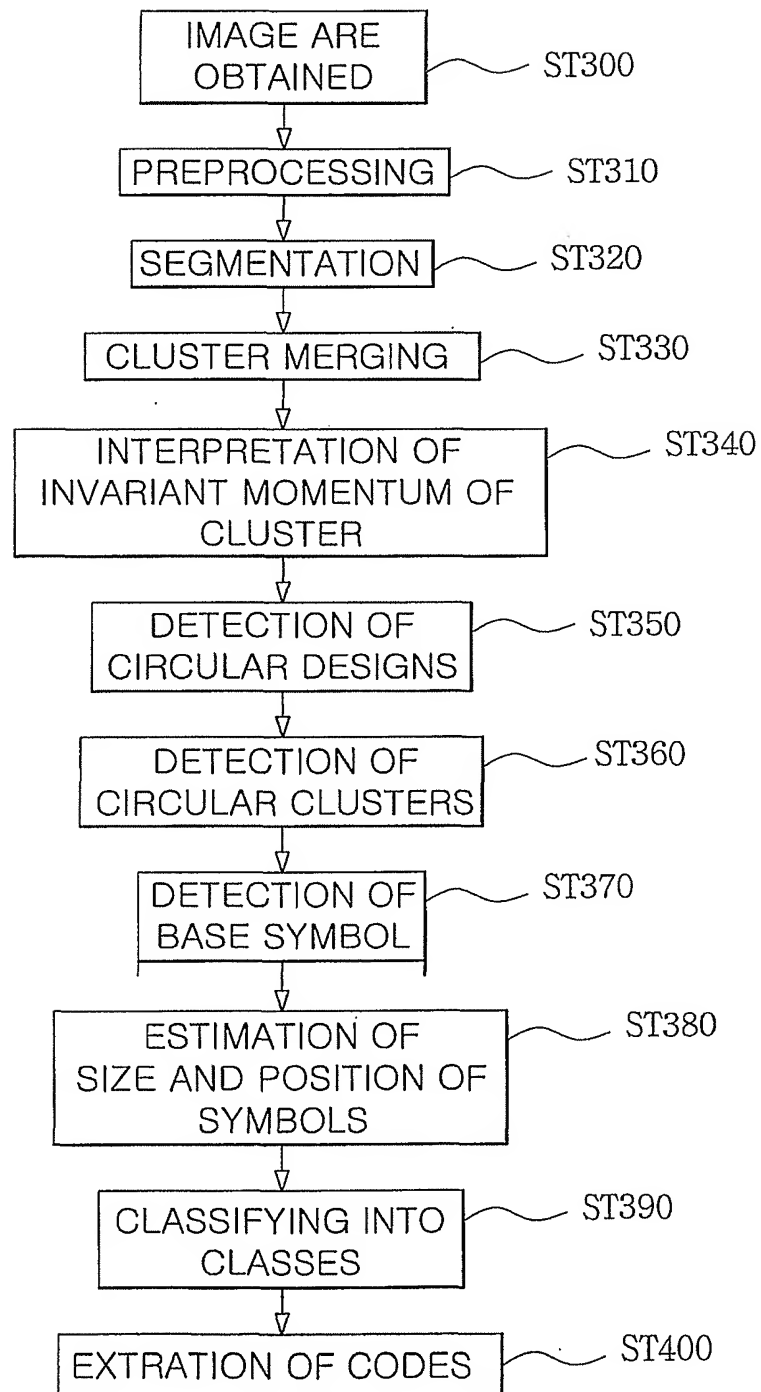 IMAGE ARE
OBTAINED
ST300
PREPROCESSING
ST310
SEGMENTATION
ST320
CLUSTER MERGING
ST330
INTERPRETATION OF
INVARIANT MOMENTUM OF
CLUSTER
ST340
DETECTION OF
CIRCULAR DESIGNS
ST350
DETECTION OF
CIRCULAR CLUSTERS
ST360
DETECTION OF
BASE SYMBOL
ST370
ESTIMATION OF
SIZE AND POSITION OF
SYMBOLS
ST380
CLASSIFYING INTO
CLASSES
ST390
EXTRATION OF CODES
ST400